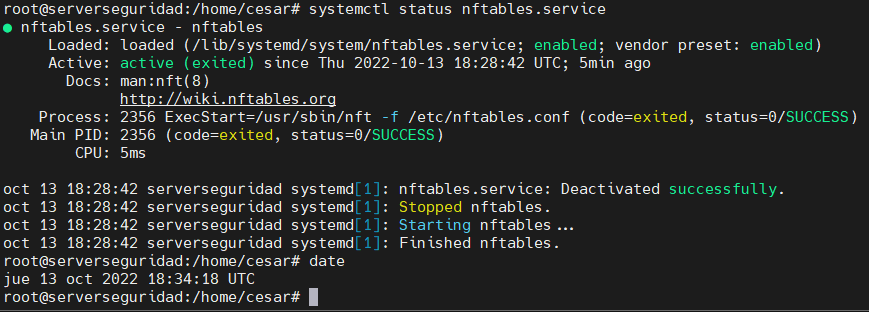 root@serverseguridad:/home/cesar# systemctl status nftables.service
● nftables.service - nftables
Loaded: loaded (/lib/systemd/system/nftables.service; enabled; vendor preset: enabled)
Active: active (exited) since Thu 2022-10-13 18:28:42 UTC; 5min ago
Docs: man:nft(8)
http://wiki.nftables.org
Process: 2356 ExecStart=/usr/sbin/nft -f /etc/nftables.conf (code=exited, status=0/SUCCESS)
Main PID: 2356 (code=exited, status=0/SUCCESS)
CPU: 5ms

oct 13 18:28:42 serverseguridad systemd[1]: nftables.service: Deactivated successfully.
oct 13 18:28:42 serverseguridad systemd[1]: Stopped nftables.
oct 13 18:28:42 serverseguridad systemd[1]: Starting nftables...
oct 13 18:28:42 serverseguridad systemd[1]: Finished nftables.
root@serverseguridad:/home/cesar# date
jue 13 oct 2022 18:34:18 UTC
root@serverseguridad:/home/cesar#